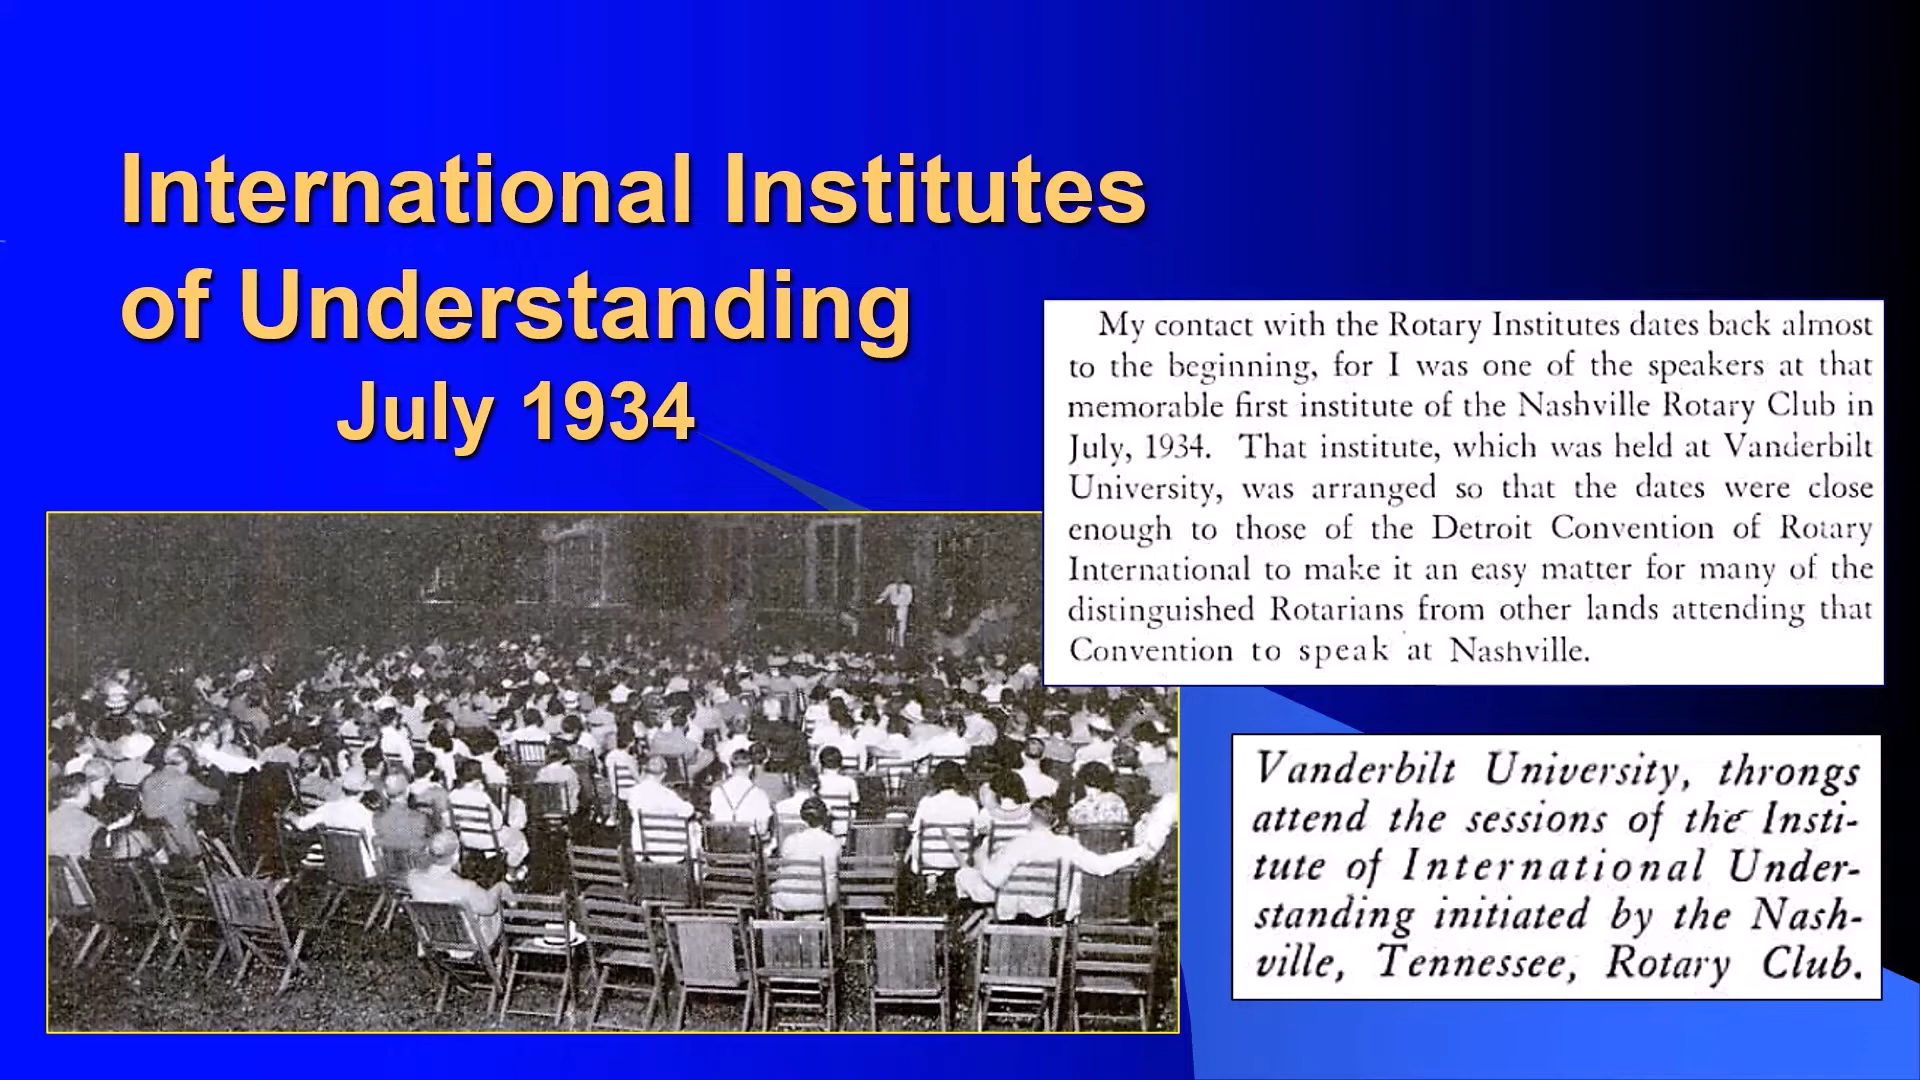 International Institutes
of Understanding
July 1934
My contact with the Rotary Institutes dates back almost
to the beginning, for I was one of the speakers at that
memorable first institute of the Nashville Rotary Club in
July, 1934. That institute, which was held at Vanderbilt
University, was arranged so that the dates were close
enough to those of the Detroit Convention of Rotary
International to make it an easy matter for many of the
distinguished Rotarians from other lands attending that
Convention to speak at Nashville.
Vanderbilt University, throngs
attend the sessions of the Insti-
tute of International Under-
standing initiated by the Nash-
ville, Tennessee, Rotary Club.